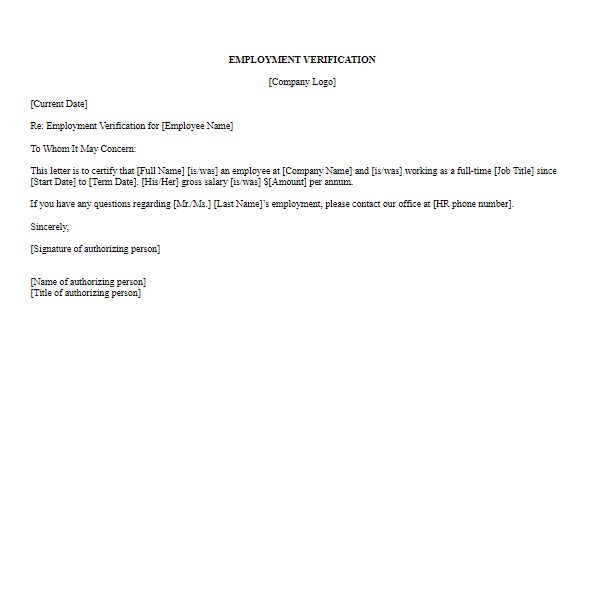 EMPLOYMENT VERIFICATION
[Company Logo]
[Current Date]
Re: Employment Verification for [Employee Name]
To Whom It May Concern:
This letter is to certify that [Full Name] [is/was] an employee at [Company Name] and [is/was] working as a full-time [Job Title] since
[Start Date] to [Term Date]. [His/Her] gross salary [is/was] $[Amount] per annum.
If you have any questions regarding [Mr./Ms.] [Last Name]'s employment, please contact our office at [HR phone number].
Sincerely,
[Signature of authorizing person]
[Name of authorizing person]
[Title of authorizing person]